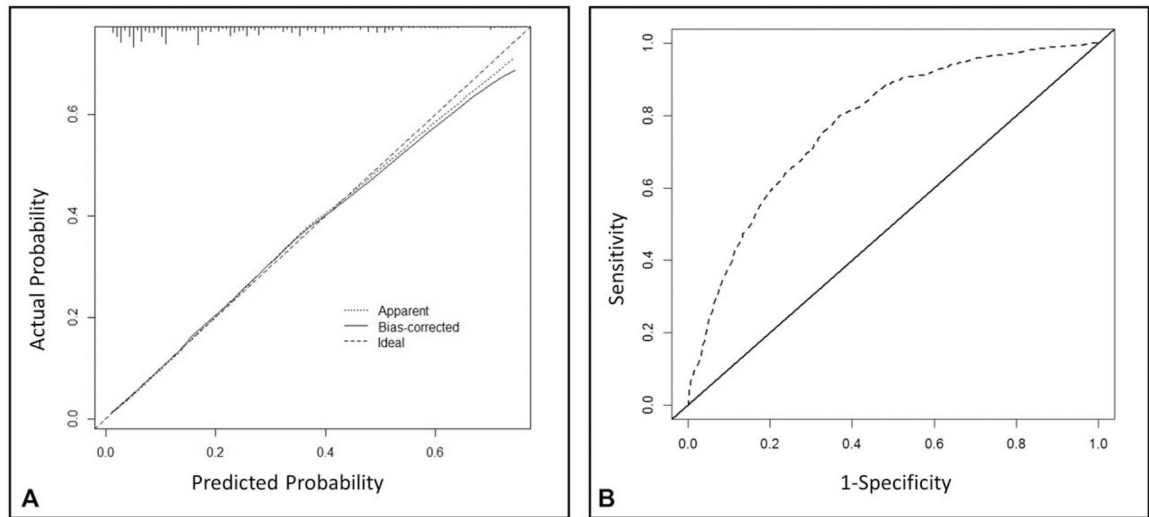 Actual Probability
0.6
0.4
0.2
0.0
Apparent
Bias-corrected
Ideal
0.0 0.2 0.4 0.6
Predicted Probability
A
Sensitivity
1.0
0.8
0.6
0.4
0.2
0.0
0.0 0.2 0.4 0.6 0.8 1.0
1-Specificity
B